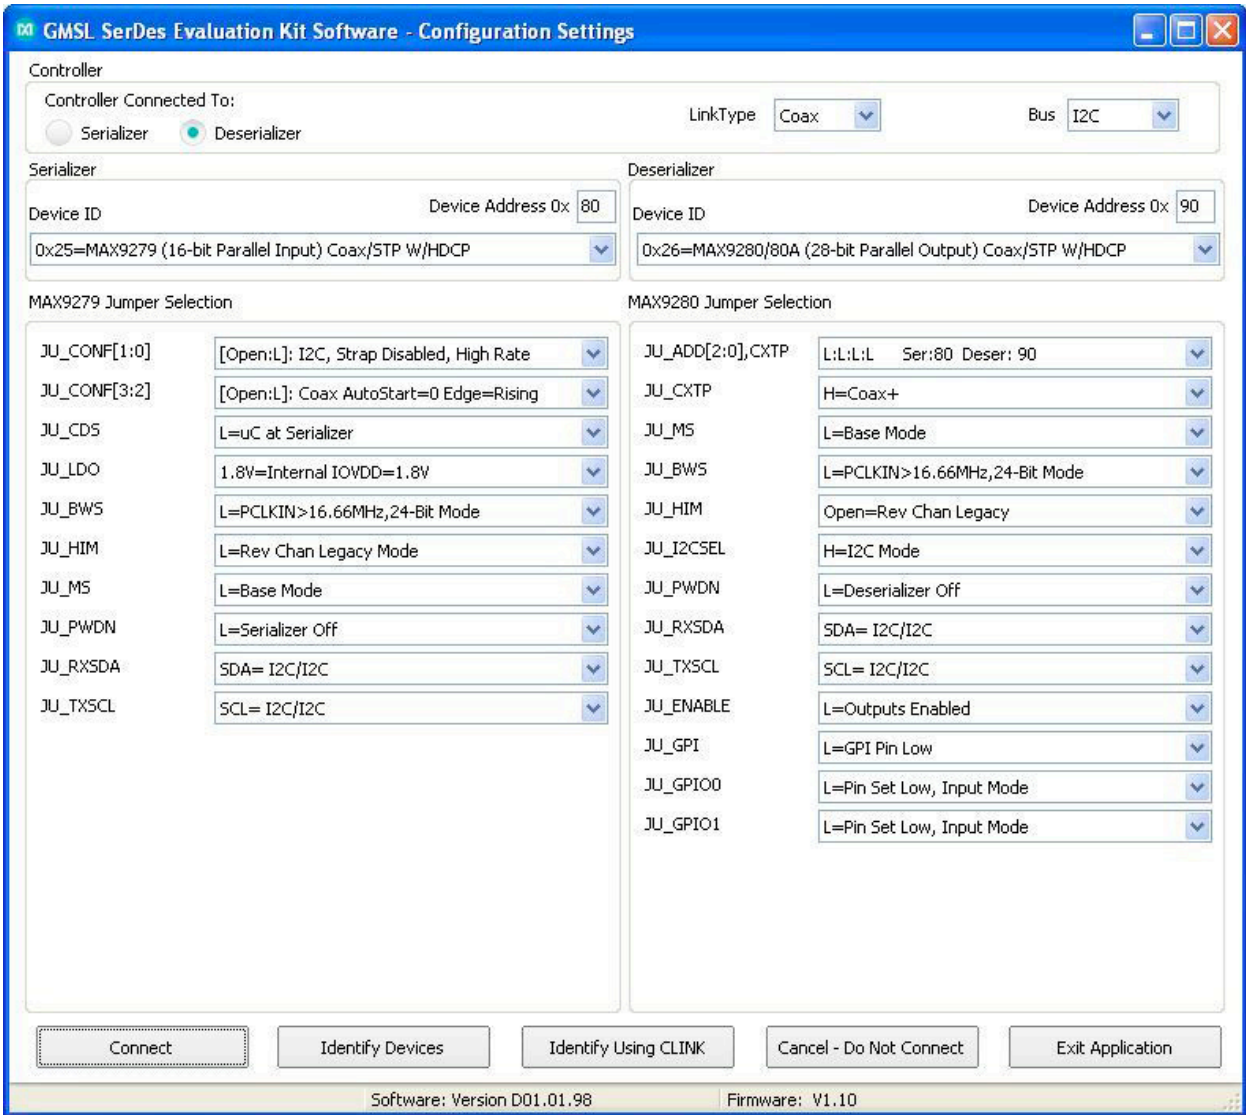 GMSL SerDes Evaluation Kit Software - Configuration Settings
Controller
Controller Connected To:
Serializer Deserializer LinkType Coax Bus I2C
Serializer
Device Address 0x 80
Device ID
0x25=MAX9279 (16-bit Parallel Input) Coax/STP W/HDCP
Deserializer
Device Address 0x 90
Device ID
0x26=MAX9280/80A (28-bit Parallel Output) Coax/STP W/HDCP
MAX9279 Jumper Selection
JU_CONF[1:0] [Open:L]: I2C, Strap Disabled, High Rate
JU_CONF[3:2] [Open:L]: Coax AutoStart=0 Edge=Rising
JU_CDS L=uC at Serializer
JU_LDO 1.8V=Internal IOVDD=1.8V
JU_BWS L=PCLKIN>16.66MHz,24-Bit Mode
JU_HIM L=Rev Chan Legacy Mode
JU_MS L=Base Mode
JU_PWDN L=Serializer Off
JU_RXSDA SDA= I2C/I2C
JU_TXSCL SCL= I2C/I2C
MAX9280 Jumper Selection
JU_ADD[2:0],CXTP L:L:L:L Ser:80 Deser: 90
JU_CXTP H=Coax+
JU_MS L=Base Mode
JU_BWS L=PCLKIN>16.66MHz,24-Bit Mode
JU_HIM Open=Rev Chan Legacy
JU_I2CSEL H=I2C Mode
JU_PWDN L=Deserializer Off
JU_RXSDA SDA= I2C/I2C
JU_TXSCL SCL= I2C/I2C
JU_ENABLE L=Outputs Enabled
JU_GPI L=GPI Pin Low
JU_GPIO0 L=Pin Set Low, Input Mode
JU_GPIO1 L=Pin Set Low, Input Mode
Connect Identify Devices Identify Using CLINK Cancel - Do Not Connect Exit Application
Software: Version D01.01.98 Firmware: V1.10